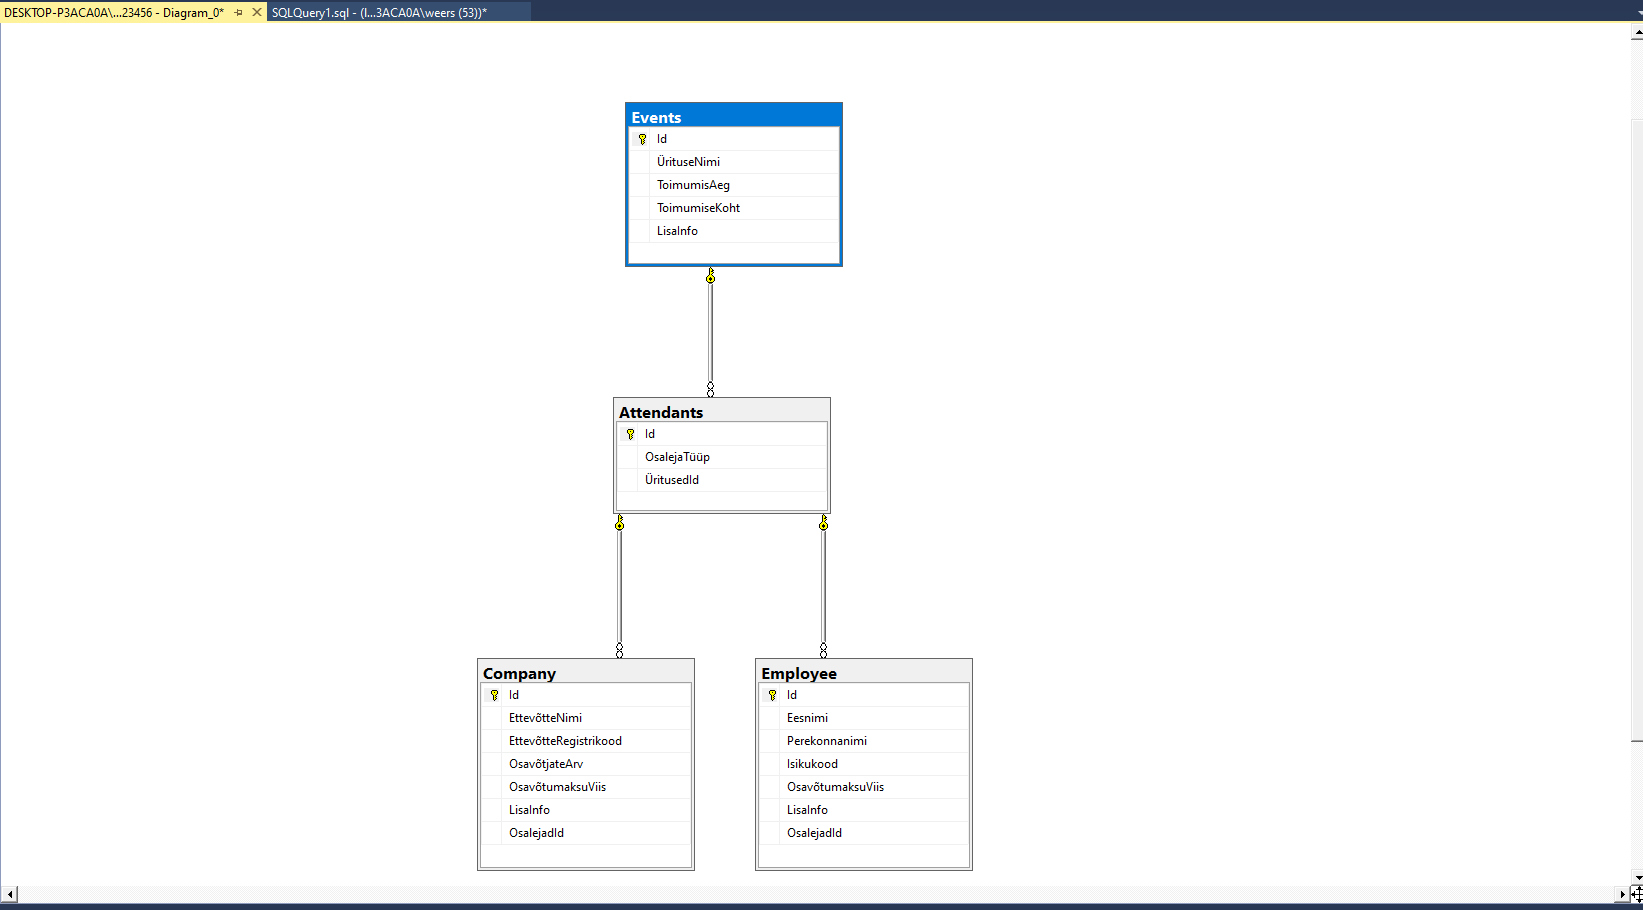 DESKTOP-P3ACA0A\...23456 - Diagram_0*
SQLQuery1.sql - (l...3ACA0A\weers (53))*
Events
Id
ÜrituseNimi
ToimumisAeg
ToimumiseKoht
LisaInfo
Attendants
Id
OsalejaTüüp
ÜritusedId
Company
Id
EttevõtteNimi
EttevõtteRegistrikood
OsavõtjateArv
OsavõtumaksuViis
LisaInfo
OsalejadId
Employee
Id
Eesnimi
Perekonnanimi
Isikukood
OsavõtumaksuViis
LisaInfo
OsalejadId